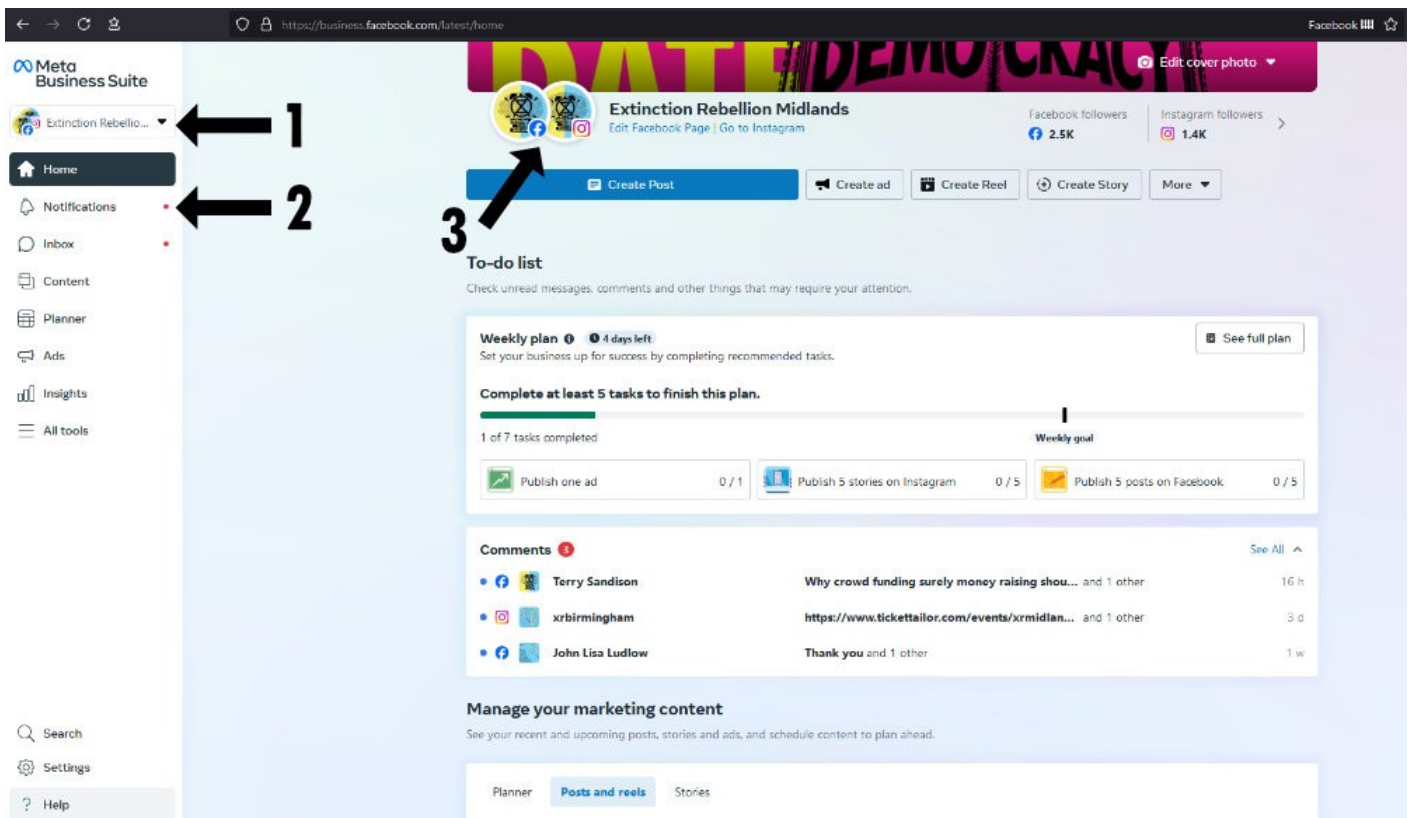 https://business.facebook.com/latest/home
Facebook
Meta
Business Suite
Extinction Rebellio...
1
Home
Notifications
2
Inbox
Content
Planner
Ads
Insights
All tools
Search
Settings
Help
DEMOCRACY
Edit cover photo
Extinction Rebellion Midlands
Edit Facebook Page | Go to Instagram
Facebook followers
2.5K
Instagram followers
1.4K
3
Create Post
Create ad
Create Reel
Create Story
More
To-do list
Check unread messages, comments and other things that may require your attention.
Weekly plan 4 days left
See full plan
Set your business up for success by completing recommended tasks.
Complete at least 5 tasks to finish this plan.
1 of 7 tasks completed
Weekly goal
Publish one ad 0 / 1
Publish 5 stories on Instagram 0 / 5
Publish 5 posts on Facebook 0 / 5
Comments 3
See All
Terry Sandison Why crowd funding surely money raising shou... and 1 other 16 h
xrbirmingham https://www.tickettailor.com/events/xrmidlan... and 1 other 3 d
John Lisa Ludlow Thank you and 1 other 1 w
Manage your marketing content
See your recent and upcoming posts, stories and ads, and schedule content to plan ahead.
Planner Posts and reels Stories